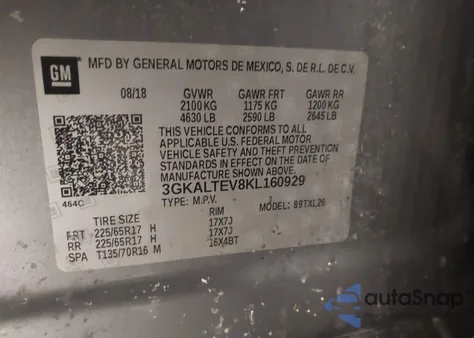 GM
MFD BY GENERAL MOTORS DE MEXICO, S. DE R.L. DE C.V.
08/18 GVWR GAWR FRT GAWR RR
2100 KG 1175 KG 1200 KG
4630 LB 2590 LB 2645 LB
THIS VEHICLE CONFORMS TO ALL
APPLICABLE U.S. FEDERAL MOTOR
VEHICLE SAFETY AND THEFT PREVENTION
STANDARDS IN EFFECT ON THE DATE OF
MANUFACTURE SHOWN ABOVE.
3GKALTEV8KL160929
464C TYPE: M.P.V. MODEL: 89TXL26
TIRE SIZE RIM
FRT 225/65R17 H 17X7J
RR 225/65R17 H 17X7J
SPA T135/70R16 M 16X4BT
autoSnap